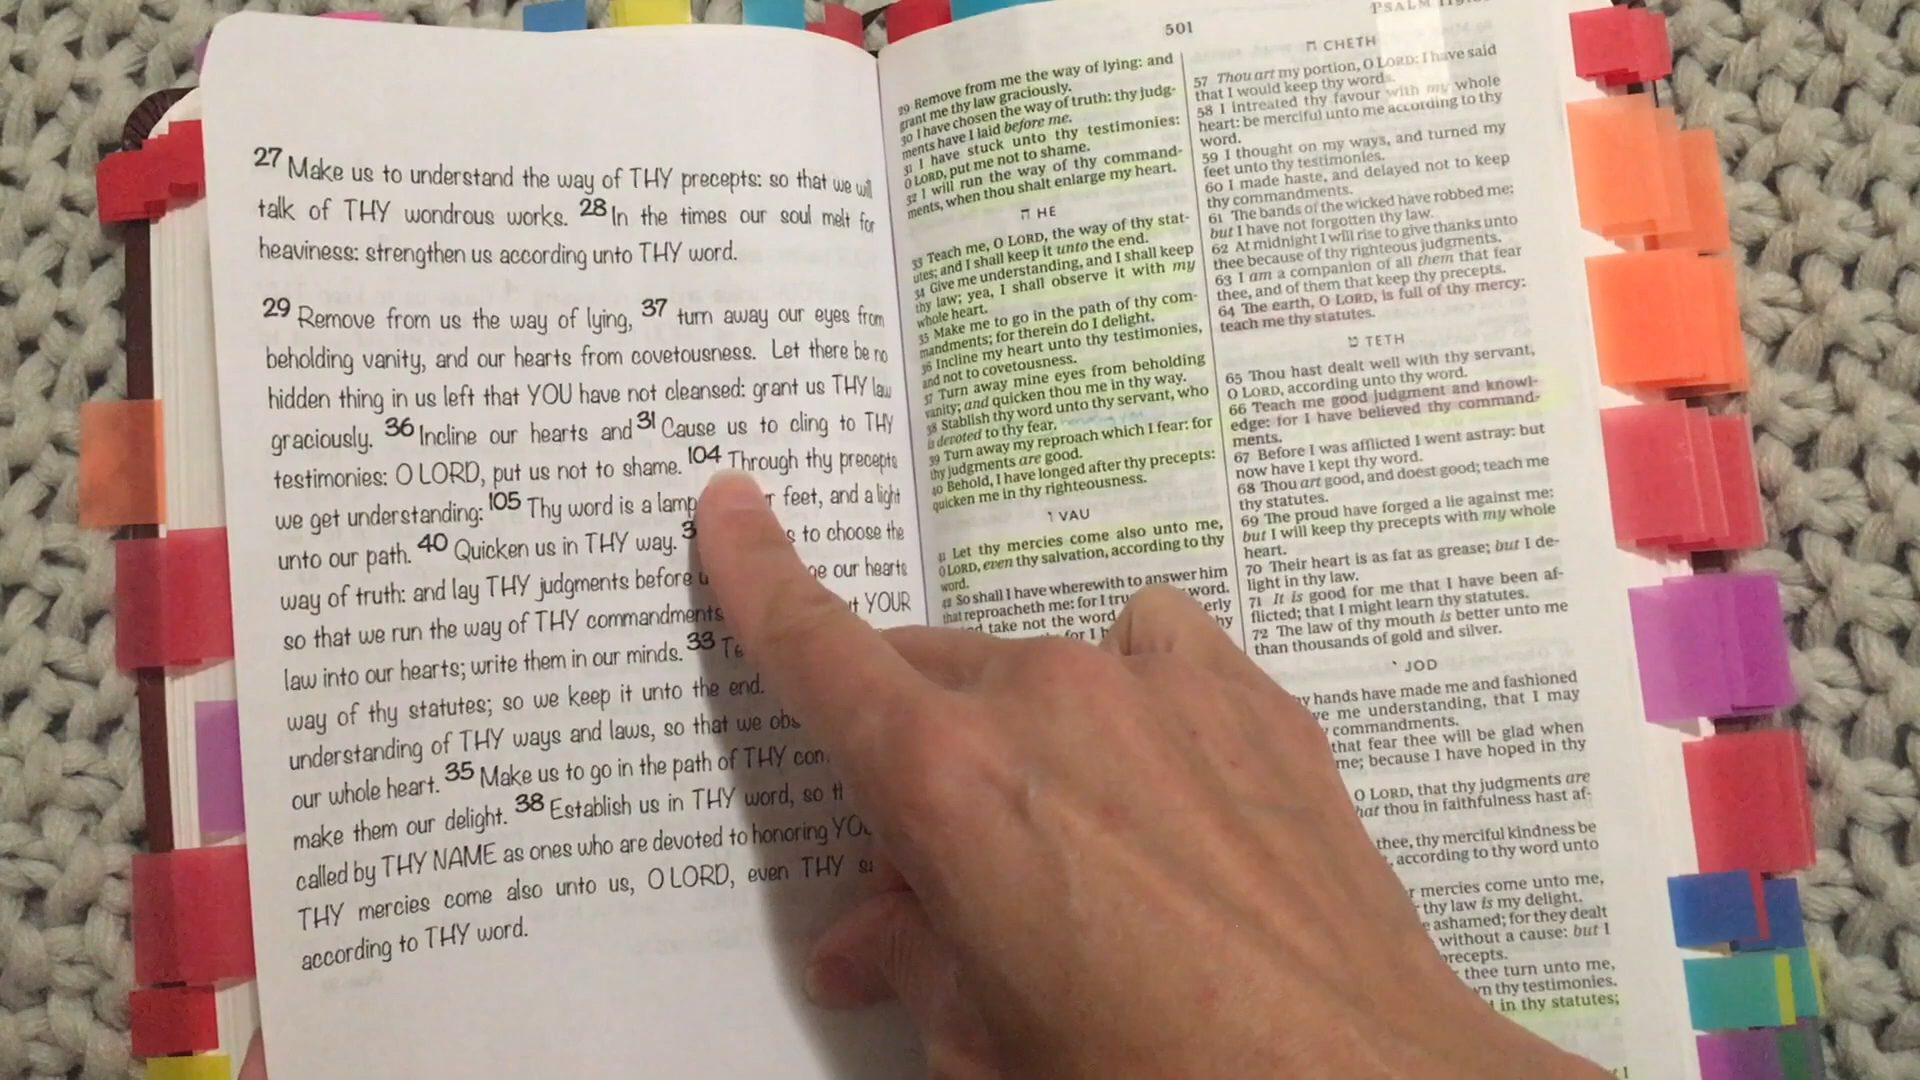 27 Make us to understand the way of THY precepts: so that we will
talk of THY wondrous works. 28 In the times our soul melt for
heaviness: strengthen us according unto THY word.
29 Remove from us the way of lying, 37 turn away our eyes from
beholding vanity, and our hearts from covetousness. Let there be no
hidden thing in us left that YOU have not cleansed: grant us THY law
graciously. 36 Incline our hearts and 31 Cause us to cling to THY
testimonies: O LORD, put us not to shame. 104 Through thy precepts
we get understanding: 105 Thy word is a lamp feet, and a light
unto our path. 40 Quicken us in THY way. to choose the
way of truth: and lay THY judgments before our hearts
so that we run the way of THY commandments YOUR
law into our hearts; write them in our minds. 33
way of thy statutes; so we keep it unto the end.
understanding of THY ways and laws, so that we
our whole heart. 35 Make us to go in the path of THY
make them our delight. 38 Establish us in THY word, so
called by THY NAME as ones who are devoted to honoring
THY mercies come also unto us, O LORD, even THY
according to THY word.
501
29 Remove from me the way of lying: and
grant me thy law graciously.
30 I have chosen the way of truth: thy judg-
ments have I laid before me.
31 I have stuck unto thy testimonies:
O LORD, put me not to shame.
32 I will run the way of thy command-
ments, when thou shalt enlarge my heart.
ה HE
33 Teach me, O LORD, the way of thy stat-
utes; and I shall keep it unto the end.
34 Give me understanding, and I shall keep
thy law; yea, I shall observe it with my
whole heart.
35 Make me to go in the path of thy com-
mandments; for therein do I delight.
36 Incline my heart unto thy testimonies,
and not to covetousness.
37 Turn away mine eyes from beholding
vanity; and quicken thou me in thy way.
38 Stablish thy word unto thy servant, who
is devoted to thy fear.
39 Turn away my reproach which I fear: for
thy judgments are good.
40 Behold, I have longed after thy precepts:
quicken me in thy righteousness.
ו VAU
41 Let thy mercies come also unto me,
O LORD, even thy salvation, according to thy
word.
42 So shall I have wherewith to answer him
that reproacheth me: for I word.
take not the word
for I
PSALM
ח CHETH
57 Thou art my portion, O LORD: I have said
that I would keep thy words.
58 I intreated thy favour with my whole
heart: be merciful unto me according to thy
word.
59 I thought on my ways, and turned my
feet unto thy testimonies.
60 I made haste, and delayed not to keep
thy commandments.
61 The bands of the wicked have robbed me:
but I have not forgotten thy law.
62 At midnight I will rise to give thanks unto
thee because of thy righteous judgments.
63 I am a companion of all them that fear
thee, and of them that keep thy precepts.
64 The earth, O LORD, is full of thy mercy:
teach me thy statutes.
ט TETH
65 Thou hast dealt well with thy servant,
O LORD, according unto thy word.
66 Teach me good judgment and knowl-
edge: for I have believed thy command-
ments.
67 Before I was afflicted I went astray: but
now have I kept thy word.
68 Thou art good, and doest good; teach me
thy statutes.
69 The proud have forged a lie against me:
but I will keep thy precepts with my whole
heart.
70 Their heart is as fat as grease; but I de-
light in thy law.
71 It is good for me that I have been af-
flicted; that I might learn thy statutes.
72 The law of thy mouth is better unto me
than thousands of gold and silver.
י JOD
hands have made me and fashioned
me understanding, that I may
commandments.
that fear thee will be glad when
me; because I have hoped in thy
O LORD, that thy judgments are
thou in faithfulness hast af-
thee, thy merciful kindness be
according to thy word unto
mercies come unto me,
thy law is my delight.
ashamed; for they dealt
without a cause: but I
thee turn unto me,
thy testimonies.
in thy statutes;